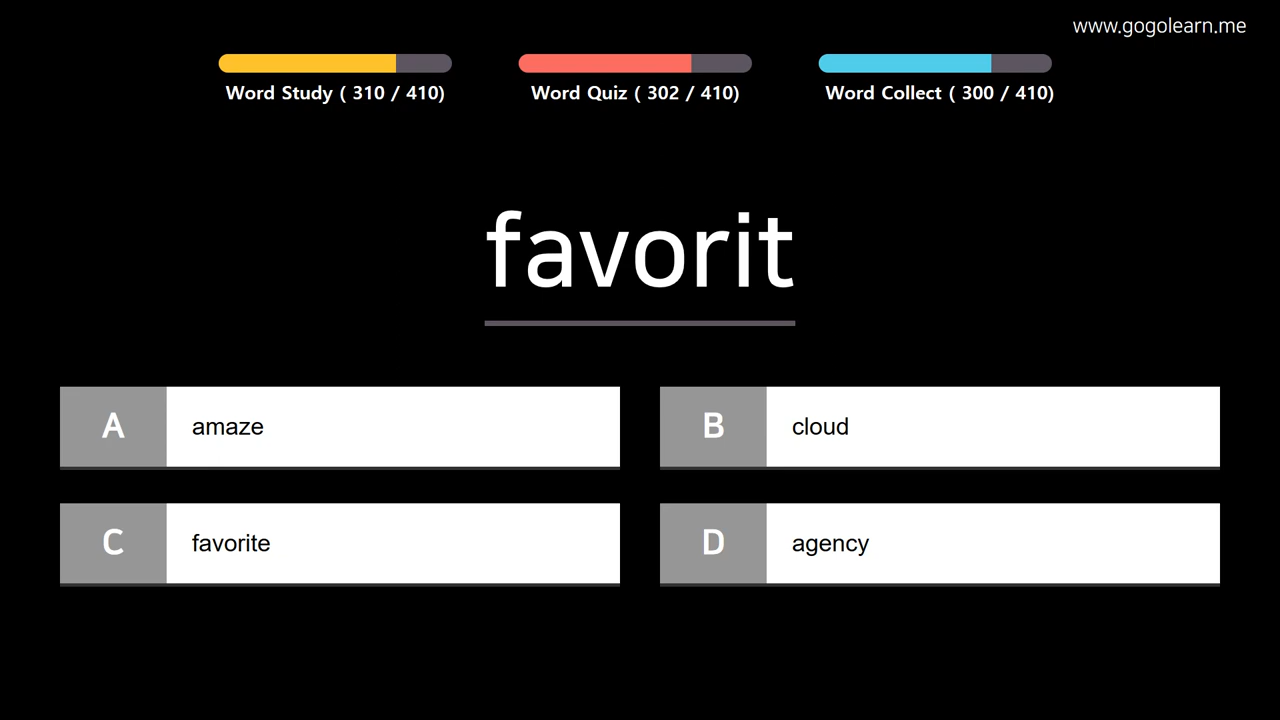 www.gogolearn.me
Word Study ( 310 / 410)
Word Quiz ( 302 / 410)
Word Collect ( 300 / 410)
favorit
A amaze
B cloud
C favorite
D agency